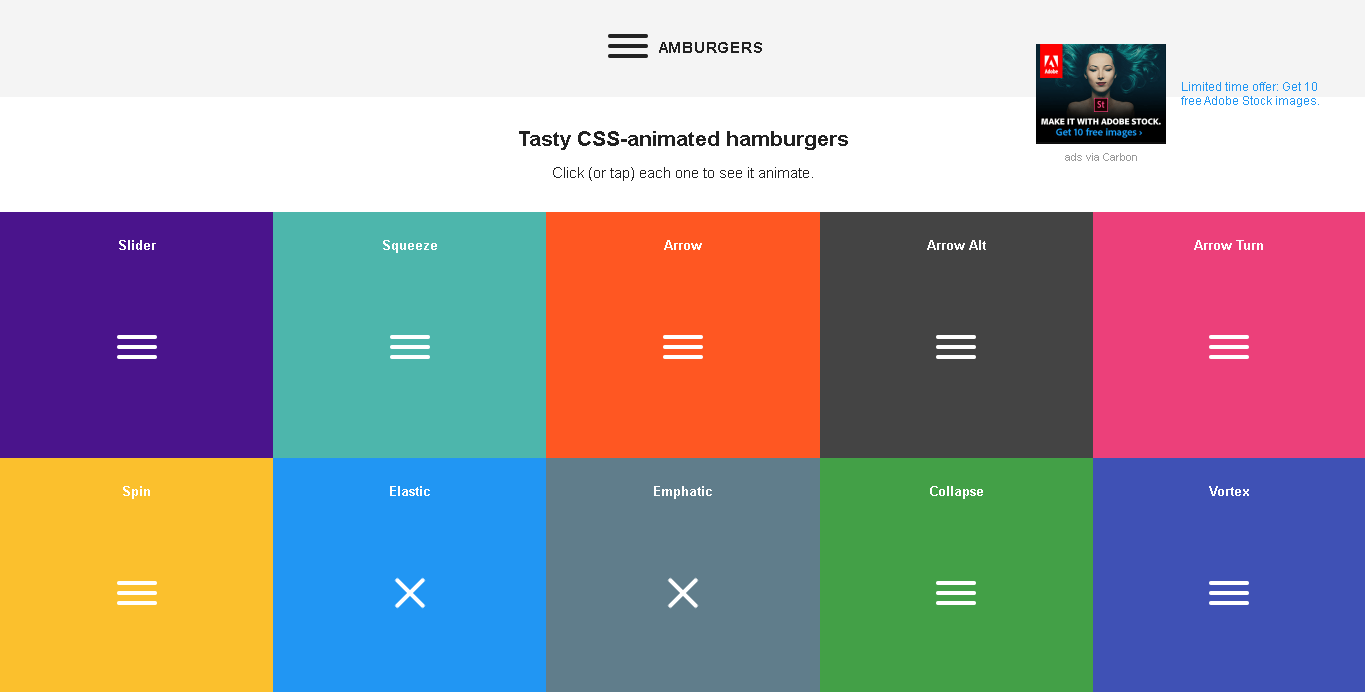 AMBURGERS
Adobe
St
MAKE IT WITH ADOBE STOCK.
Get 10 free images ›
Limited time offer: Get 10
free Adobe Stock images.
ads via Carbon
Tasty CSS-animated hamburgers
Click (or tap) each one to see it animate.
Slider
Squeeze
Arrow
Arrow Alt
Arrow Turn
Spin
Elastic
Emphatic
Collapse
Vortex